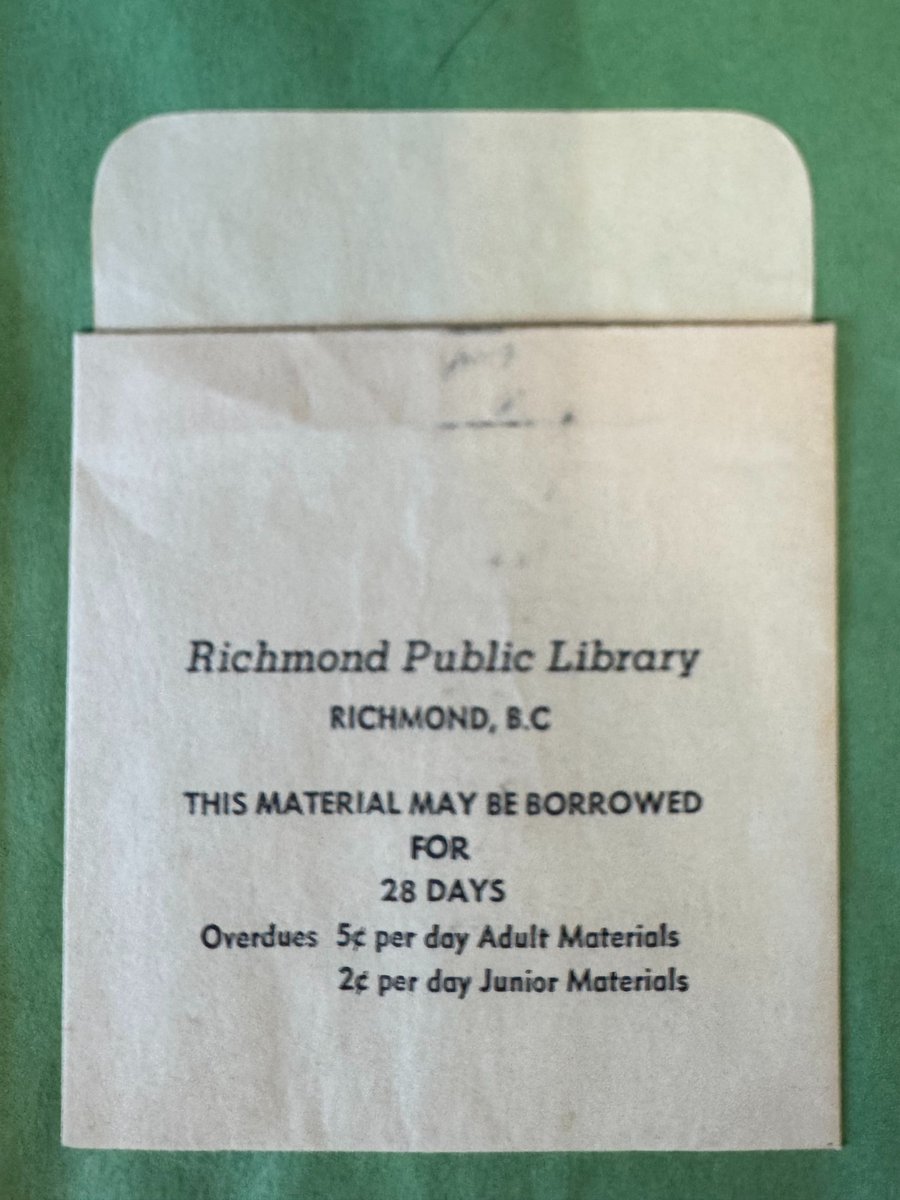 Richmond Public Library
RICHMOND, B.C
THIS MATERIAL MAY BE BORROWED
FOR
28 DAYS
Overdues 5¢ per day Adult Materials
2¢ per day Junior Materials